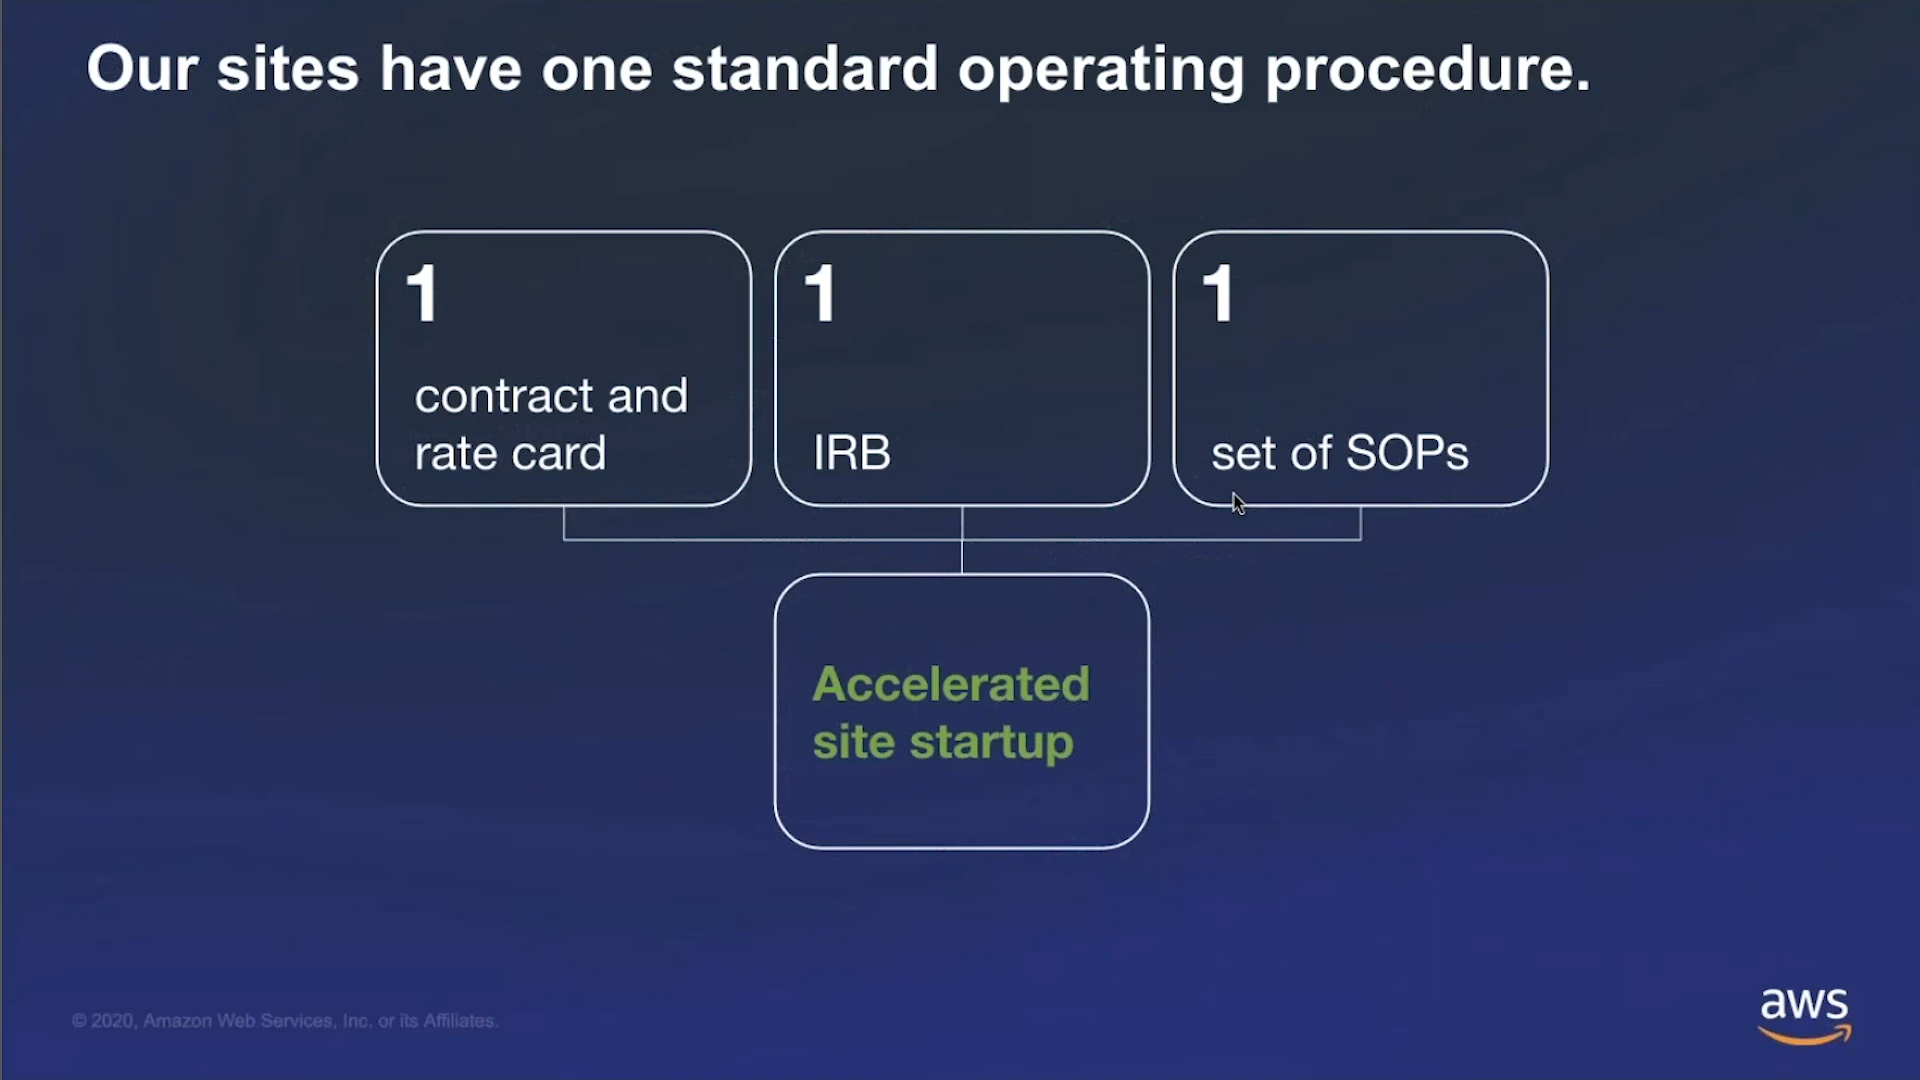 Our sites have one standard operating procedure.
1
contract and
rate card
1
IRB
1
set of SOPs
Accelerated
site startup
© 2020, Amazon Web Services, Inc. or its Affiliates.
aws